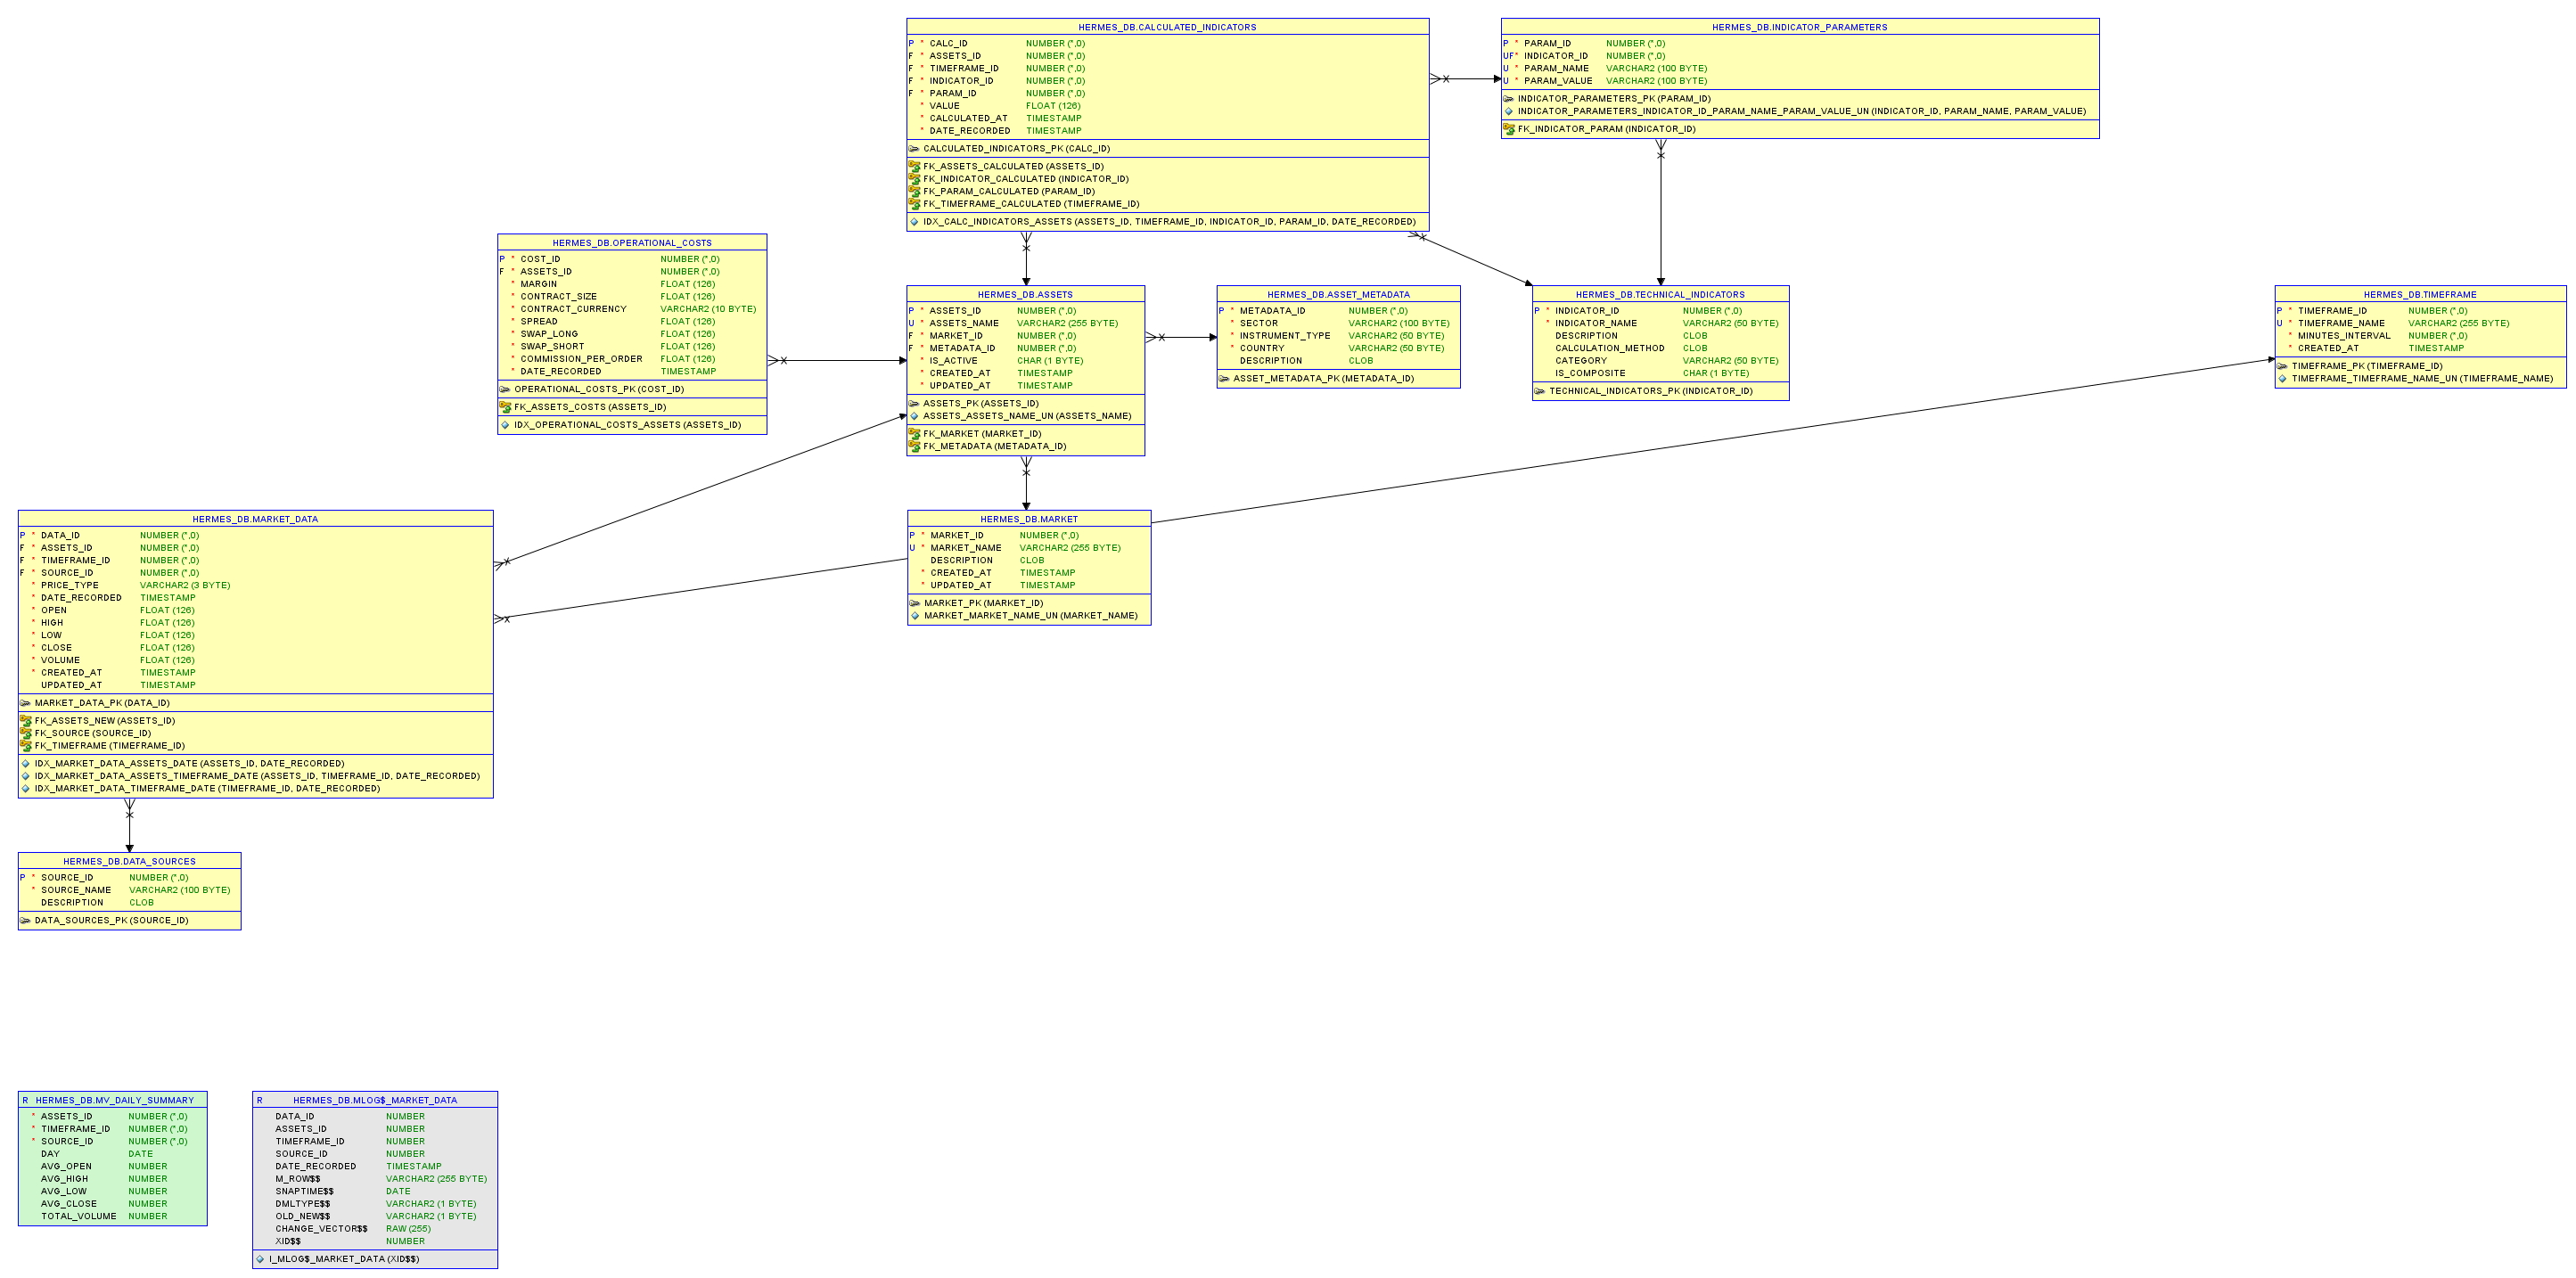 HERMES_DB.CALCULATED_INDICATORS
P * CALC_ID NUMBER (*,0)
F * ASSETS_ID NUMBER (*,0)
F * TIMEFRAME_ID NUMBER (*,0)
F * INDICATOR_ID NUMBER (*,0)
F * PARAM_ID NUMBER (*,0)
* VALUE FLOAT (126)
* CALCULATED_AT TIMESTAMP
* DATE_RECORDED TIMESTAMP
CALCULATED_INDICATORS_PK (CALC_ID)
FK_ASSETS_CALCULATED (ASSETS_ID)
FK_INDICATOR_CALCULATED (INDICATOR_ID)
FK_PARAM_CALCULATED (PARAM_ID)
FK_TIMEFRAME_CALCULATED (TIMEFRAME_ID)
IDX_CALC_INDICATORS_ASSETS (ASSETS_ID, TIMEFRAME_ID, INDICATOR_ID, PARAM_ID, DATE_RECORDED)
HERMES_DB.INDICATOR_PARAMETERS
P * PARAM_ID NUMBER (*,0)
UF* INDICATOR_ID NUMBER (*,0)
U * PARAM_NAME VARCHAR2 (100 BYTE)
U * PARAM_VALUE VARCHAR2 (100 BYTE)
INDICATOR_PARAMETERS_PK (PARAM_ID)
INDICATOR_PARAMETERS_INDICATOR_ID_PARAM_NAME_PARAM_VALUE_UN (INDICATOR_ID, PARAM_NAME, PARAM_VALUE)
FK_INDICATOR_PARAM (INDICATOR_ID)
HERMES_DB.OPERATIONAL_COSTS
P * COST_ID NUMBER (*,0)
F * ASSETS_ID NUMBER (*,0)
* MARGIN FLOAT (126)
* CONTRACT_SIZE FLOAT (126)
* CONTRACT_CURRENCY VARCHAR2 (10 BYTE)
* SPREAD FLOAT (126)
* SWAP_LONG FLOAT (126)
* SWAP_SHORT FLOAT (126)
* COMMISSION_PER_ORDER FLOAT (126)
* DATE_RECORDED TIMESTAMP
OPERATIONAL_COSTS_PK (COST_ID)
FK_ASSETS_COSTS (ASSETS_ID)
IDX_OPERATIONAL_COSTS_ASSETS (ASSETS_ID)
HERMES_DB.ASSETS
P * ASSETS_ID NUMBER (*,0)
U * ASSETS_NAME VARCHAR2 (255 BYTE)
F * MARKET_ID NUMBER (*,0)
F * METADATA_ID NUMBER (*,0)
* IS_ACTIVE CHAR (1 BYTE)
* CREATED_AT TIMESTAMP
* UPDATED_AT TIMESTAMP
ASSETS_PK (ASSETS_ID)
ASSETS_ASSETS_NAME_UN (ASSETS_NAME)
FK_MARKET (MARKET_ID)
FK_METADATA (METADATA_ID)
HERMES_DB.ASSET_METADATA
P * METADATA_ID NUMBER (*,0)
* SECTOR VARCHAR2 (100 BYTE)
* INSTRUMENT_TYPE VARCHAR2 (50 BYTE)
* COUNTRY VARCHAR2 (50 BYTE)
DESCRIPTION CLOB
ASSET_METADATA_PK (METADATA_ID)
HERMES_DB.TECHNICAL_INDICATORS
P * INDICATOR_ID NUMBER (*,0)
* INDICATOR_NAME VARCHAR2 (50 BYTE)
DESCRIPTION CLOB
CALCULATION_METHOD CLOB
CATEGORY VARCHAR2 (50 BYTE)
IS_COMPOSITE CHAR (1 BYTE)
TECHNICAL_INDICATORS_PK (INDICATOR_ID)
HERMES_DB.TIMEFRAME
P * TIMEFRAME_ID NUMBER (*,0)
U * TIMEFRAME_NAME VARCHAR2 (255 BYTE)
* MINUTES_INTERVAL NUMBER (*,0)
* CREATED_AT TIMESTAMP
TIMEFRAME_PK (TIMEFRAME_ID)
TIMEFRAME_TIMEFRAME_NAME_UN (TIMEFRAME_NAME)
HERMES_DB.MARKET_DATA
P * DATA_ID NUMBER (*,0)
F * ASSETS_ID NUMBER (*,0)
F * TIMEFRAME_ID NUMBER (*,0)
F * SOURCE_ID NUMBER (*,0)
* PRICE_TYPE VARCHAR2 (3 BYTE)
* DATE_RECORDED TIMESTAMP
* OPEN FLOAT (126)
* HIGH FLOAT (126)
* LOW FLOAT (126)
* CLOSE FLOAT (126)
* VOLUME FLOAT (126)
* CREATED_AT TIMESTAMP
UPDATED_AT TIMESTAMP
MARKET_DATA_PK (DATA_ID)
FK_ASSETS_NEW (ASSETS_ID)
FK_SOURCE (SOURCE_ID)
FK_TIMEFRAME (TIMEFRAME_ID)
IDX_MARKET_DATA_ASSETS_DATE (ASSETS_ID, DATE_RECORDED)
IDX_MARKET_DATA_ASSETS_TIMEFRAME_DATE (ASSETS_ID, TIMEFRAME_ID, DATE_RECORDED)
IDX_MARKET_DATA_TIMEFRAME_DATE (TIMEFRAME_ID, DATE_RECORDED)
HERMES_DB.MARKET
P * MARKET_ID NUMBER (*,0)
U * MARKET_NAME VARCHAR2 (255 BYTE)
DESCRIPTION CLOB
* CREATED_AT TIMESTAMP
* UPDATED_AT TIMESTAMP
MARKET_PK (MARKET_ID)
MARKET_MARKET_NAME_UN (MARKET_NAME)
HERMES_DB.DATA_SOURCES
P * SOURCE_ID NUMBER (*,0)
* SOURCE_NAME VARCHAR2 (100 BYTE)
DESCRIPTION CLOB
DATA_SOURCES_PK (SOURCE_ID)
R HERMES_DB.MV_DAILY_SUMMARY
* ASSETS_ID NUMBER (*,0)
* TIMEFRAME_ID NUMBER (*,0)
* SOURCE_ID NUMBER (*,0)
DAY DATE
AVG_OPEN NUMBER
AVG_HIGH NUMBER
AVG_LOW NUMBER
AVG_CLOSE NUMBER
TOTAL_VOLUME NUMBER
R HERMES_DB.MLOG$_MARKET_DATA
DATA_ID NUMBER
ASSETS_ID NUMBER
TIMEFRAME_ID NUMBER
SOURCE_ID NUMBER
DATE_RECORDED TIMESTAMP
M_ROW$$ VARCHAR2 (255 BYTE)
SNAPTIME$$ DATE
DMLTYPE$$ VARCHAR2 (1 BYTE)
OLD_NEW$$ VARCHAR2 (1 BYTE)
CHANGE_VECTOR$$ RAW (255)
XID$$ NUMBER
I_MLOG$_MARKET_DATA (XID$$)